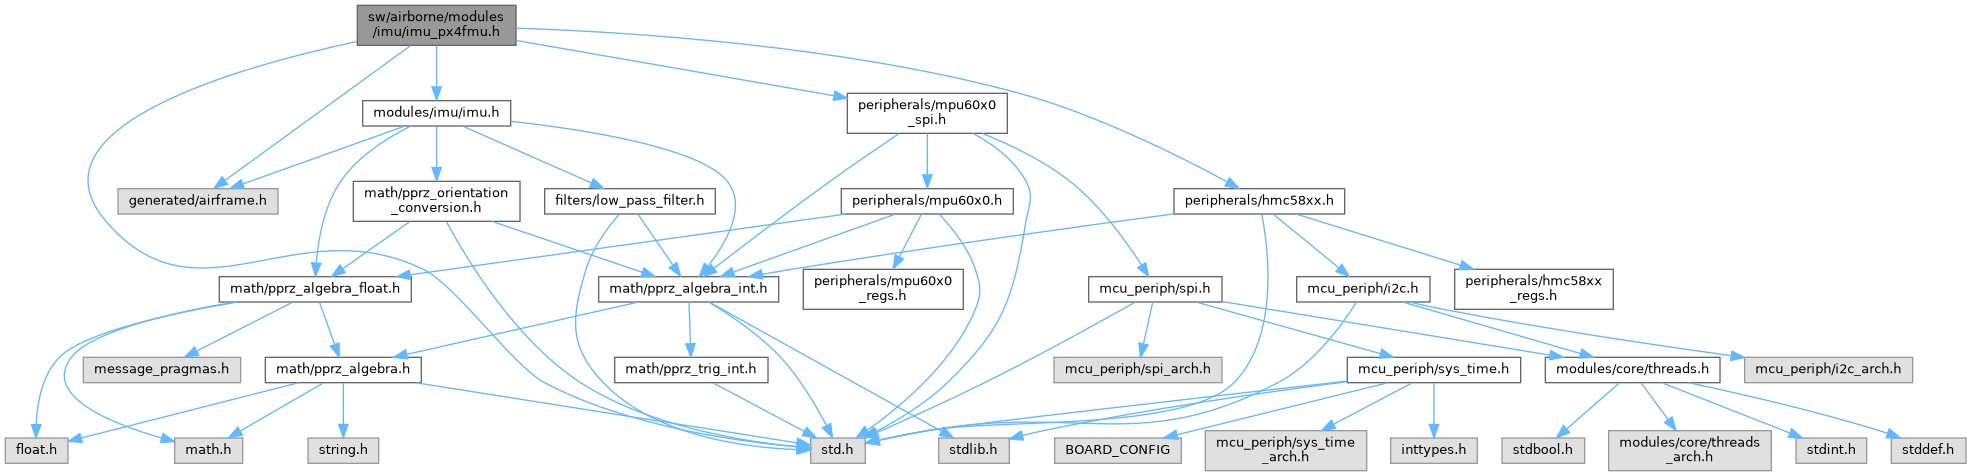 sw/airborne/modules
/imu/imu_px4fmu.h
modules/imu/imu.h
peripherals/mpu60x0
_spi.h
generated/airframe.h
math/pprz_orientation
_conversion.h
filters/low_pass_filter.h
peripherals/mpu60x0.h
peripherals/hmc58xx.h
math/pprz_algebra_float.h
math/pprz_algebra_int.h
peripherals/mpu60x0
_regs.h
mcu_periph/spi.h
mcu_periph/i2c.h
peripherals/hmc58xx
_regs.h
message_pragmas.h
math/pprz_algebra.h
math/pprz_trig_int.h
mcu_periph/spi_arch.h
mcu_periph/sys_time.h
modules/core/threads.h
mcu_periph/i2c_arch.h
float.h
math.h
string.h
std.h
stdlib.h
BOARD_CONFIG
mcu_periph/sys_time
_arch.h
inttypes.h
stdbool.h
modules/core/threads
_arch.h
stdint.h
stddef.h